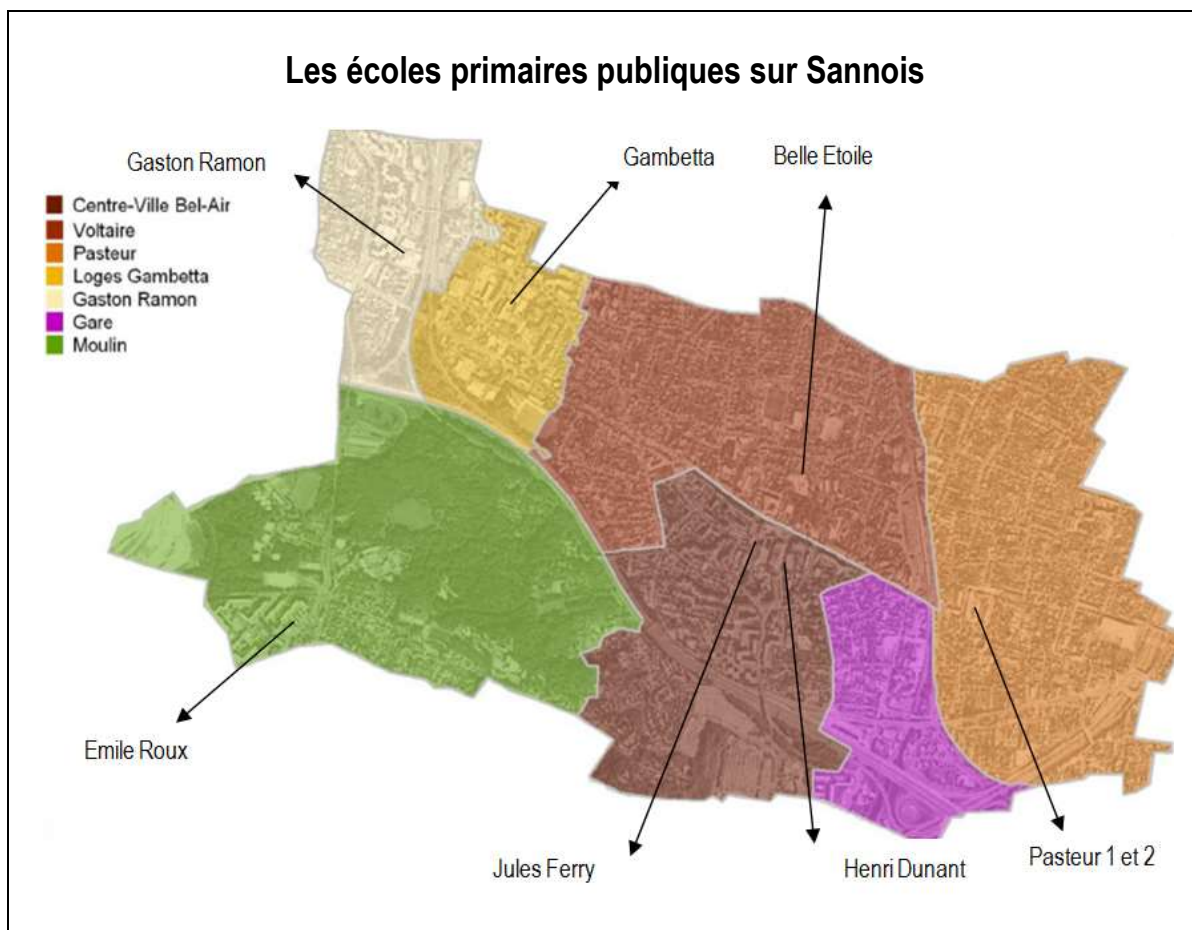 Les écoles primaires publiques sur Sannois
Gaston Ramon
Gambetta
Belle Etoile
Centre-Ville Bel-Air
Voltaire
Pasteur
Loges Gambetta
Gaston Ramon
Gare
Moulin
Emile Roux
Jules Ferry
Henri Dunant
Pasteur 1 et 2